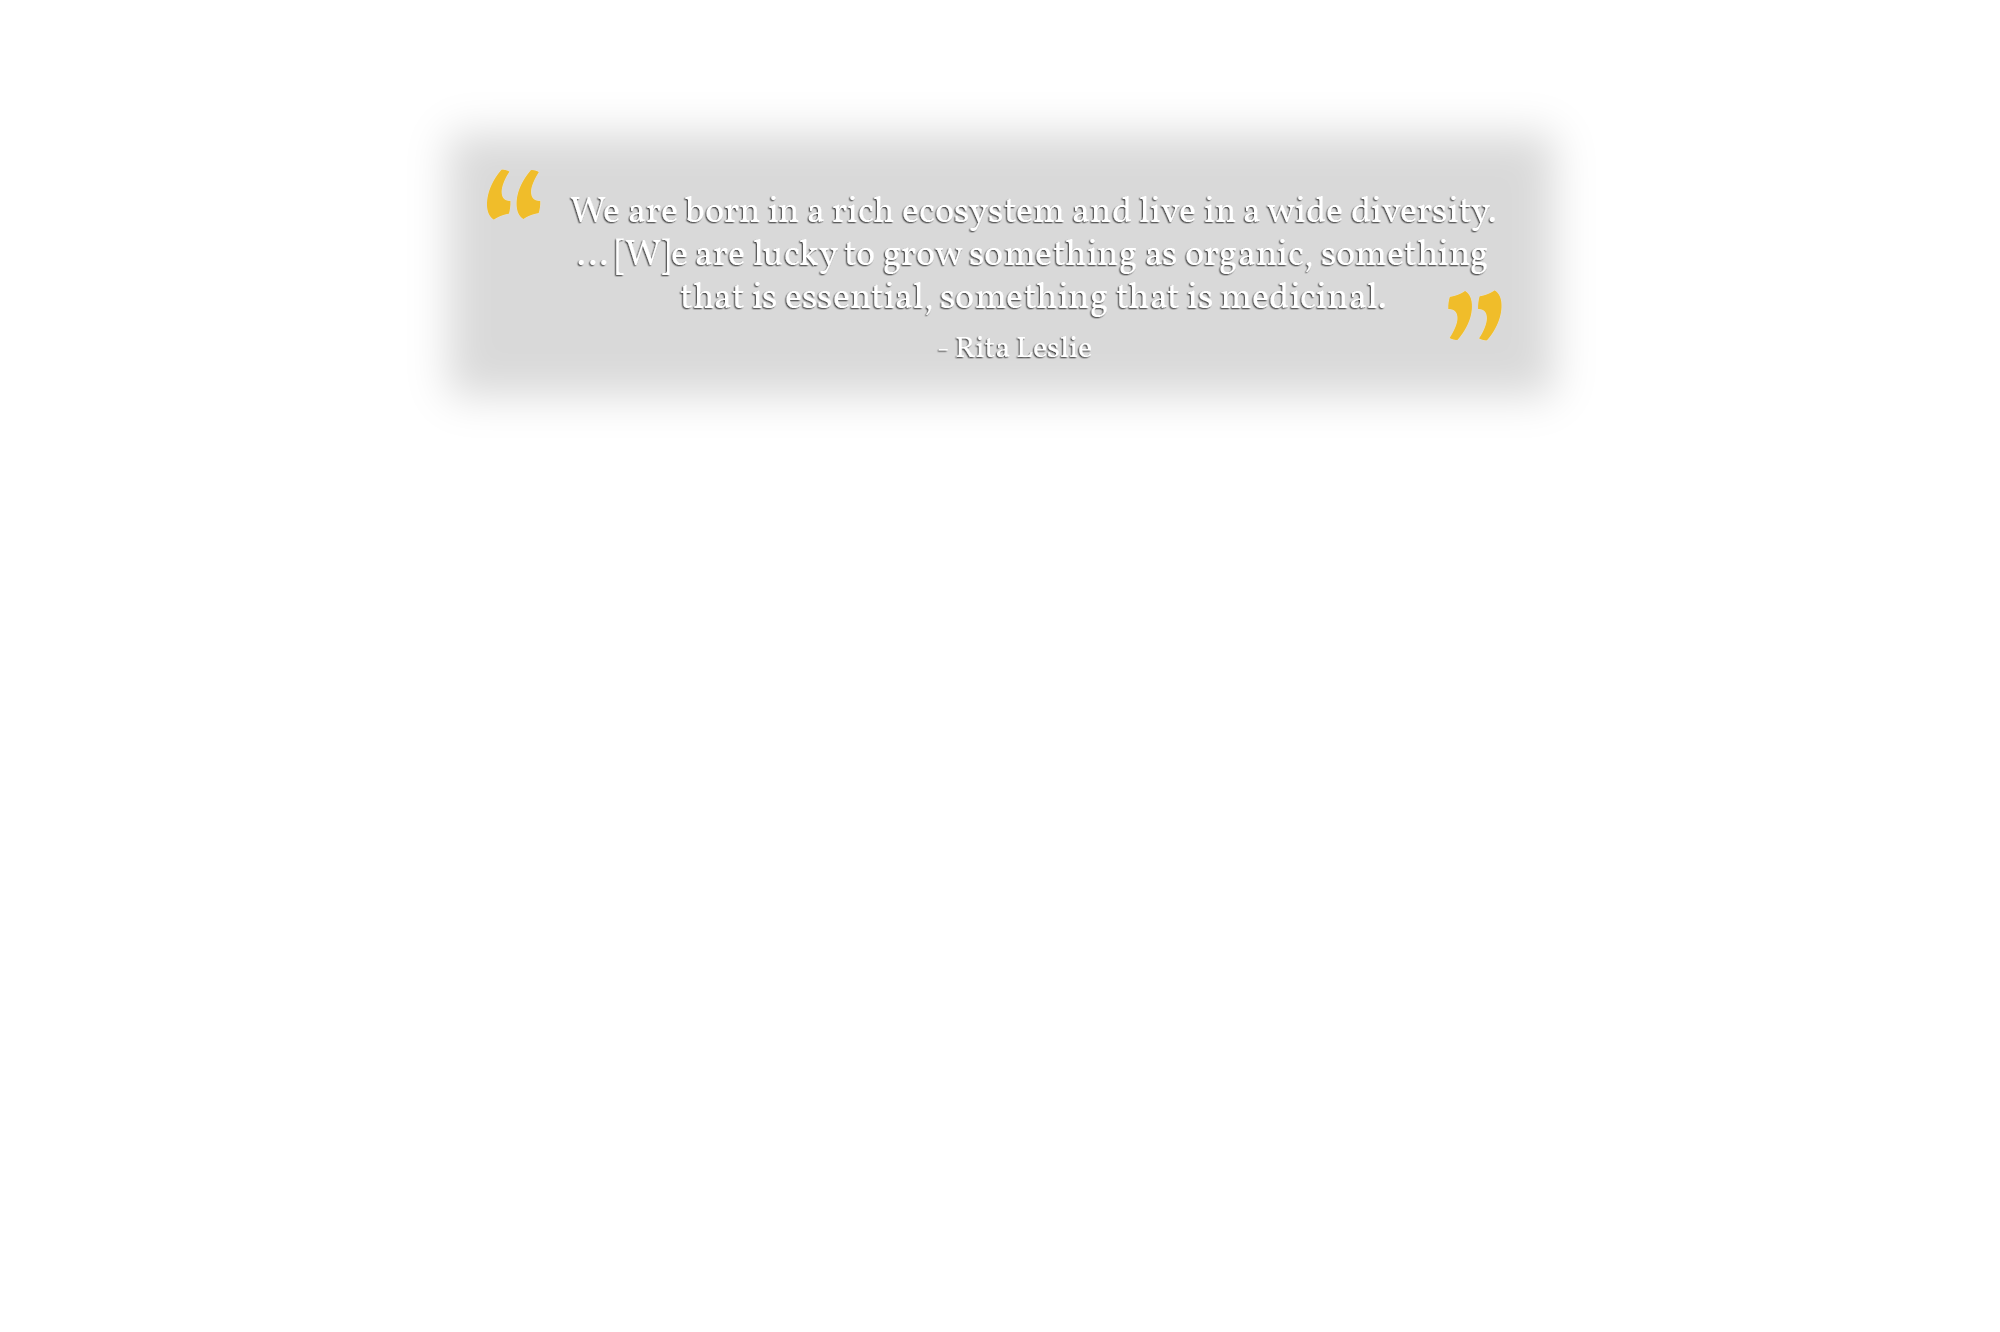 “ We are born in a rich ecosystem and live in a wide diversity.
…[W]e are lucky to grow something as organic, something
that is essential, something that is medicinal. ”
- Rita Leslie